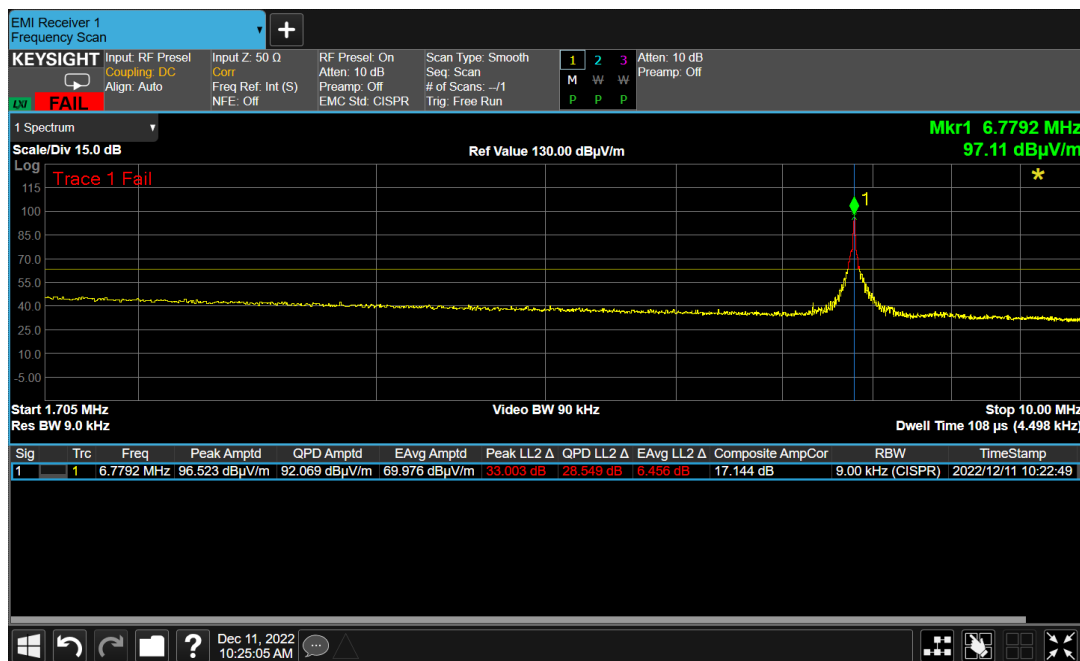 EMI Receiver 1
Frequency Scan
+
KEYSIGHT
LXI FAIL
Input: RF Presel
Coupling: DC
Align: Auto
Input Z: 50 Ω
Corr
Freq Ref: Int (S)
NFE: Off
RF Presel: On
Atten: 10 dB
Preamp: Off
EMC Std: CISPR
Scan Type: Smooth
Seq: Scan
# of Scans: --/1
Trig: Free Run
1 2 3
M W W
P P P
Atten: 10 dB
Preamp: Off
1 Spectrum
Mkr1 6.7792 MHz
Scale/Div 15.0 dB
Ref Value 130.00 dBµV/m
97.11 dBµV/m
Log
Trace 1 Fail
*
115
1
100
85.0
70.0
55.0
40.0
25.0
10.0
-5.00
Start 1.705 MHz
Video BW 90 kHz
Stop 10.00 MHz
Res BW 9.0 kHz
Dwell Time 108 µs (4.498 kHz)
Sig Trc Freq Peak Amptd QPD Amptd EAvg Amptd Peak LL2 Δ QPD LL2 Δ EAvg LL2 Δ Composite AmpCor RBW TimeStamp
1 1 6.7792 MHz 96.523 dBµV/m 92.069 dBµV/m 69.976 dBµV/m 33.003 dB 28.549 dB 6.456 dB 17.144 dB 9.00 kHz (CISPR) 2022/12/11 10:22:49
?
Dec 11, 2022
10:25:05 AM